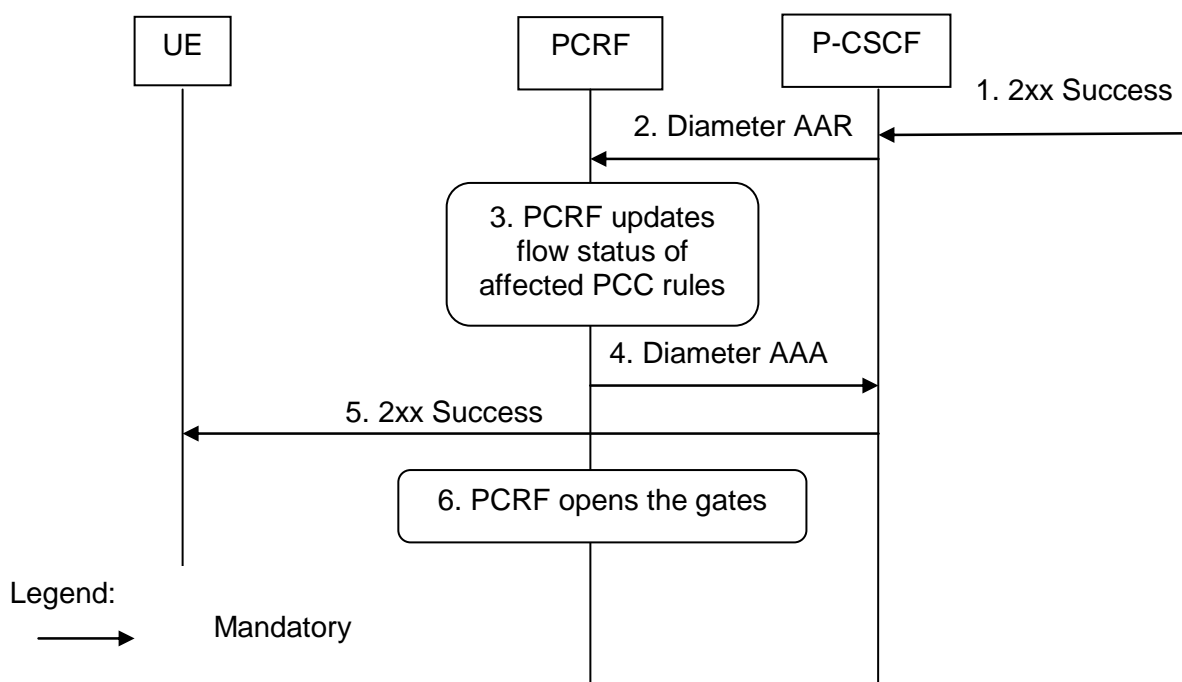 UE
PCRF
P-CSCF
1. 2xx Success
2. Diameter AAR
3. PCRF updates
flow status of
affected PCC rules
4. Diameter AAA
5. 2xx Success
6. PCRF opens the gates
Legend:
Mandatory